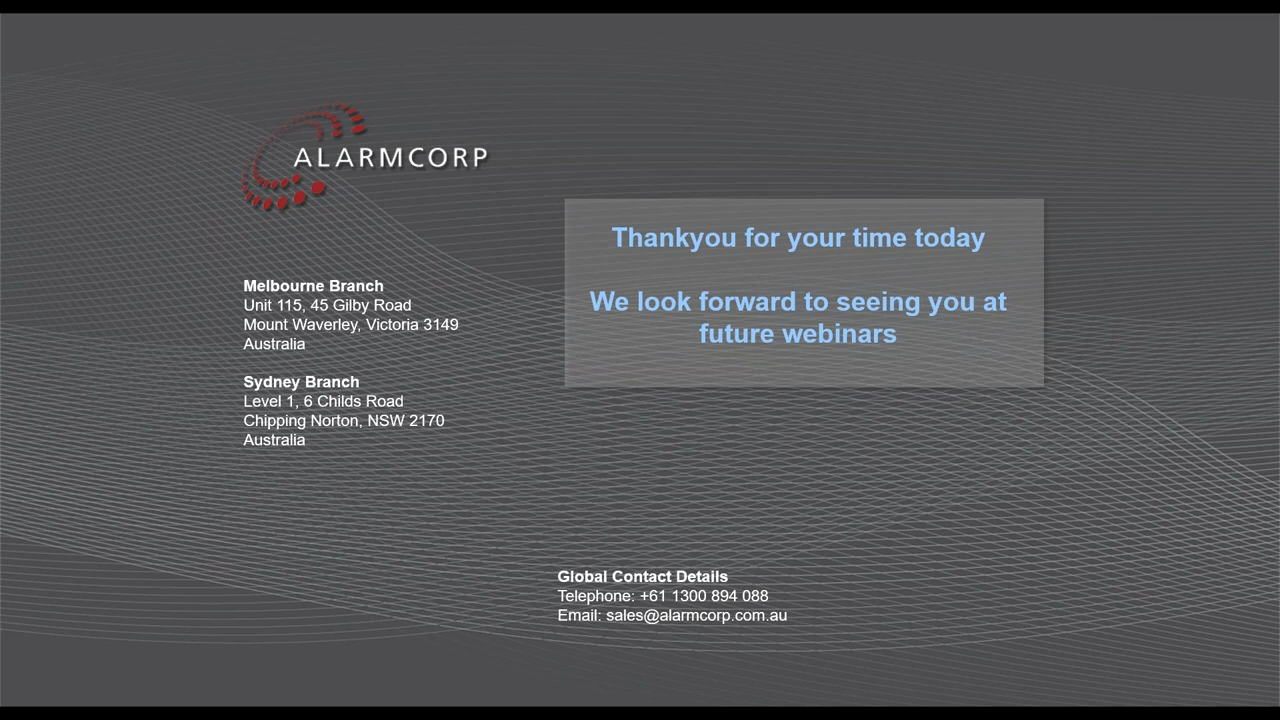 ALARMCORP
Thankyou for your time today
We look forward to seeing you at
future webinars
Melbourne Branch
Unit 115, 45 Gilby Road
Mount Waverley, Victoria 3149
Australia
Sydney Branch
Level 1, 6 Childs Road
Chipping Norton, NSW 2170
Australia
Global Contact Details
Telephone: +61 1300 894 088
Email: sales@alarmcorp.com.au